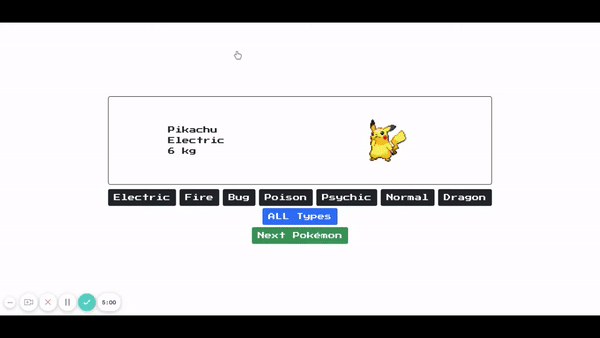 Pikachu
Electric
6 kg
Electric Fire Bug Poison Psychic Normal Dragon
ALL Types
Next Pokémon
5:00